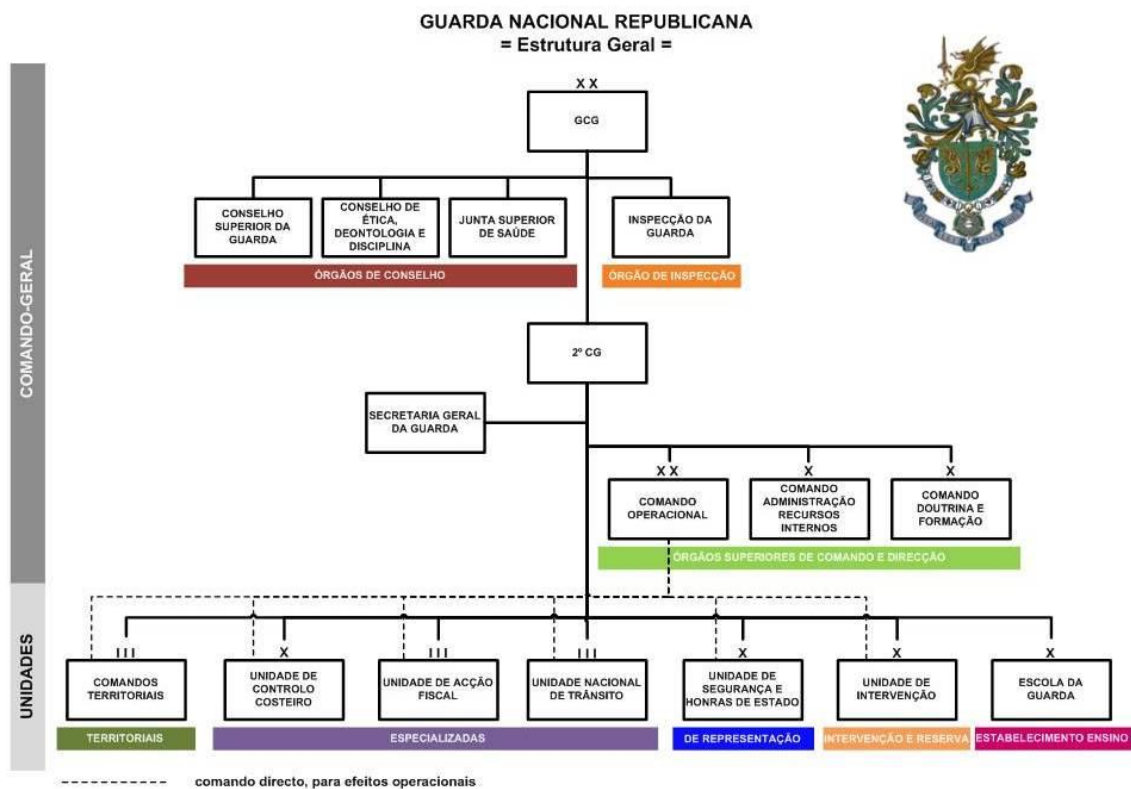 GUARDA NACIONAL REPUBLICANA
= Estrutura Geral =
COMANDO-GERAL
X X
GCG
CONSELHO
SUPERIOR DA
GUARDA
CONSELHO DE
ÉTICA,
DEONTOLOGIA E
DISCIPLINA
JUNTA SUPERIOR
DE SAÚDE
INSPECÇÃO DA
GUARDA
ÓRGÃOS DE CONSELHO
ÓRGÃO DE INSPECÇÃO
2º CG
SECRETARIA GERAL
DA GUARDA
X X
COMANDO
OPERACIONAL
X
COMANDO
ADMINISTRAÇÃO
RECURSOS
INTERNOS
X
COMANDO
DOUTRINA E
FORMAÇÃO
ÓRGÃOS SUPERIORES DE COMANDO E DIRECÇÃO
UNIDADES
III
COMANDOS
TERRITORIAIS
X
UNIDADE DE
CONTROLO
COSTEIRO
III
UNIDADE DE ACÇÃO
FISCAL
III
UNIDADE NACIONAL
DE TRÂNSITO
X
UNIDADE DE
SEGURANÇA E
HONRAS DE ESTADO
X
UNIDADE DE
INTERVENÇÃO
X
ESCOLA DA
GUARDA
TERRITORIAIS
ESPECIALIZADAS
DE REPRESENTAÇÃO
INTERVENÇÃO E RESERVA
ESTABELECIMENTO ENSINO
comando directo, para efeitos operacionais